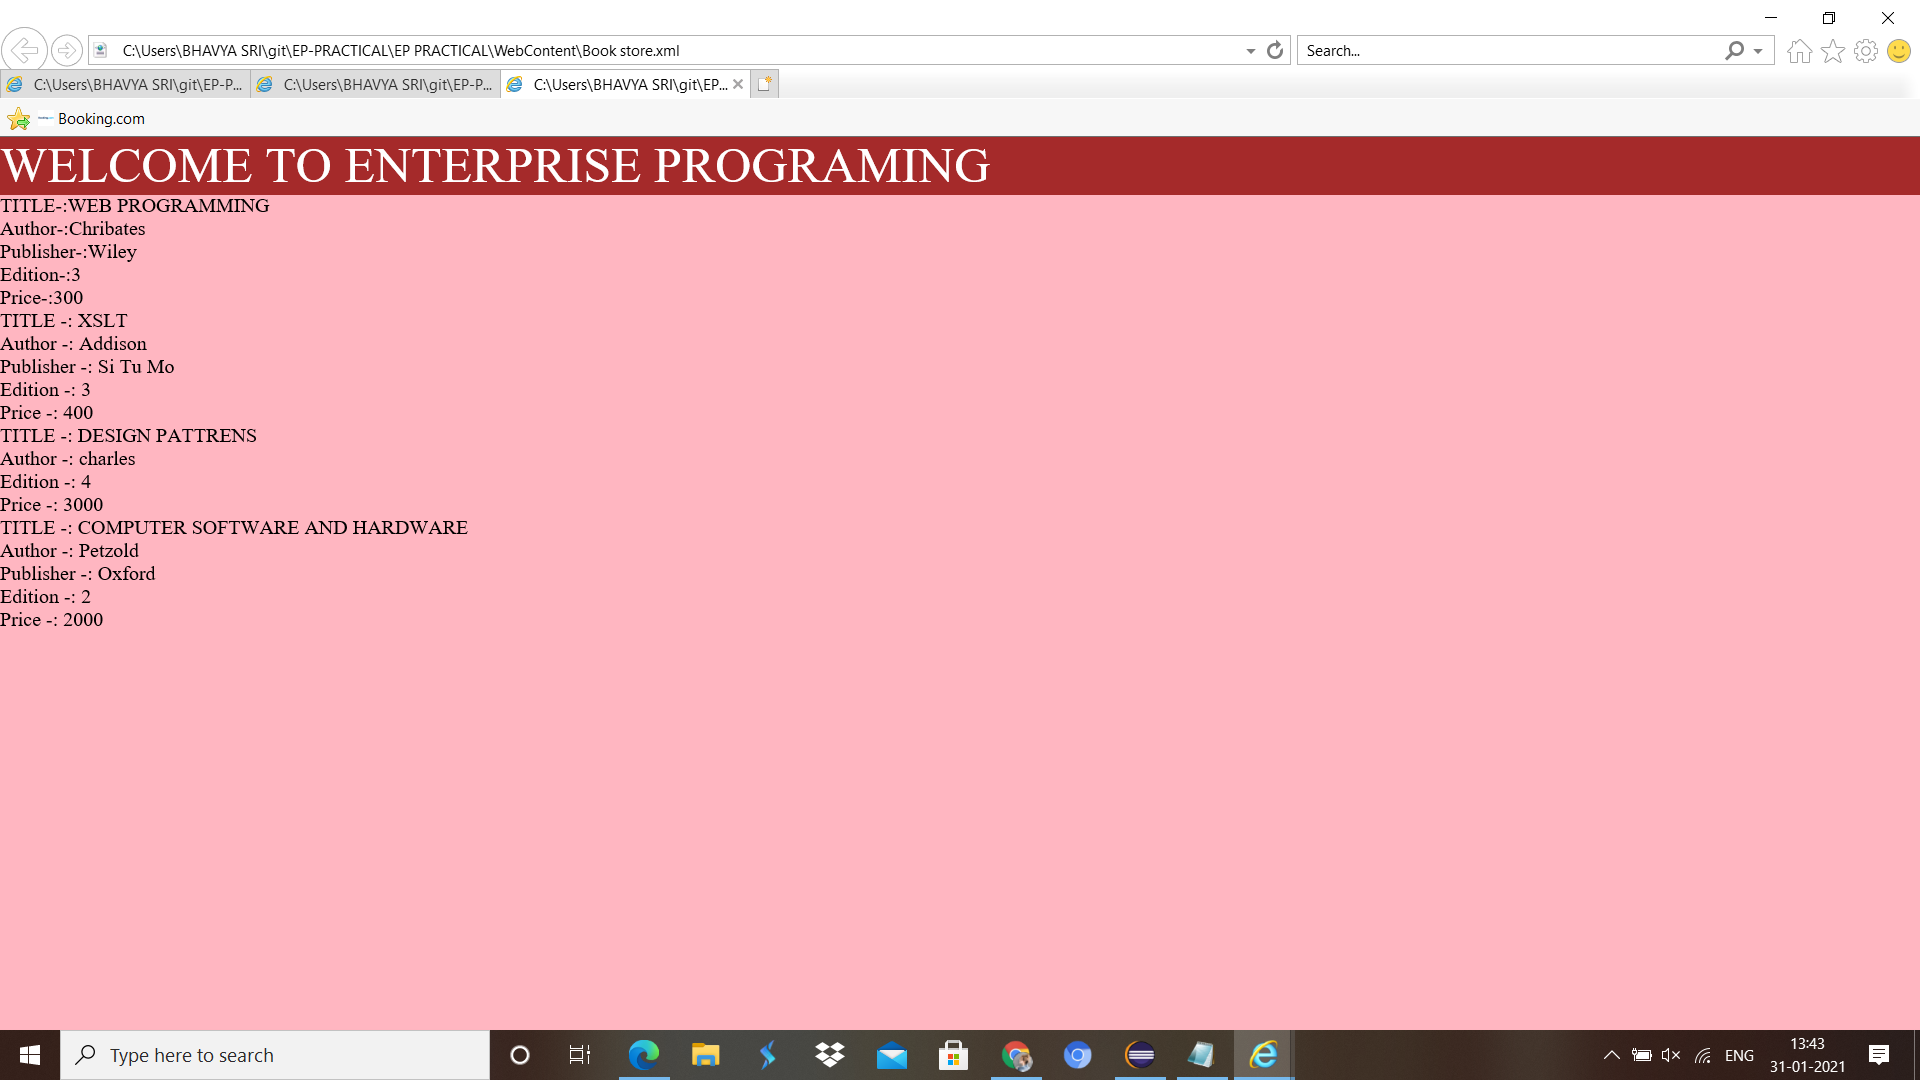 C:\Users\BHAVYA SRI\git\EP-PRACTICAL\EP PRACTICAL\WebContent\Book store.xml
Search...
C:\Users\BHAVYA SRI\git\EP-P...
C:\Users\BHAVYA SRI\git\EP-P...
C:\Users\BHAVYA SRI\git\EP...
Booking.com
WELCOME TO ENTERPRISE PROGRAMING
TITLE-:WEB PROGRAMMING
Author-:Chribates
Publisher-:Wiley
Edition-:3
Price-:300
TITLE -: XSLT
Author -: Addison
Publisher -: Si Tu Mo
Edition -: 3
Price -: 400
TITLE -: DESIGN PATTRENS
Author -: charles
Edition -: 4
Price -: 3000
TITLE -: COMPUTER SOFTWARE AND HARDWARE
Author -: Petzold
Publisher -: Oxford
Edition -: 2
Price -: 2000
Type here to search
ENG
13:43
31-01-2021